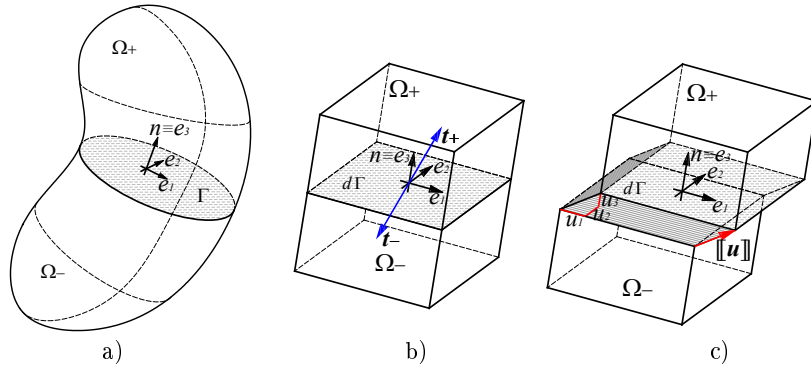 Ω+
n≡e₃
e₂
e₁
Γ
Ω−
a)
Ω+
t+
n≡e₃
e₂
dΓ
e₁
t−
Ω−
b)
Ω+
n≡e₃
e₂
dΓ
e₁
u₃
u₁ u₂
⟦u⟧
Ω−
c)